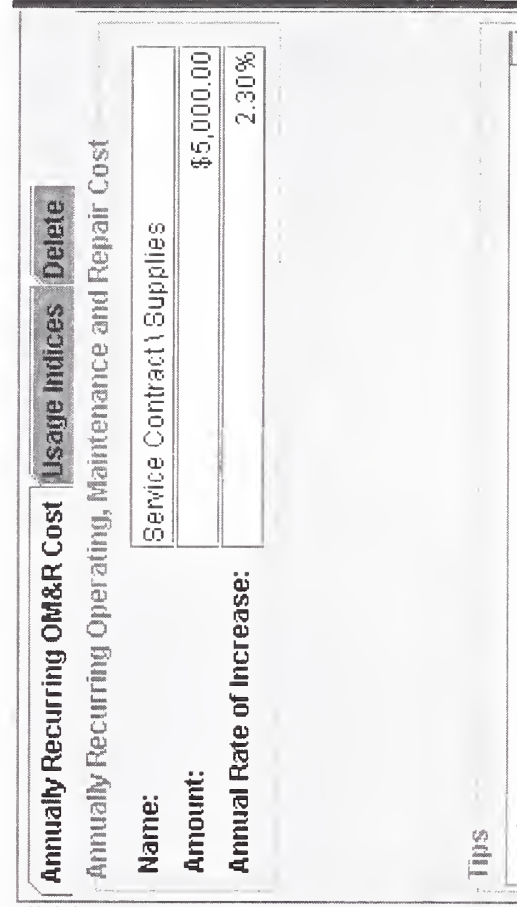 Annually Recurring OM&R Cost Usage Indices Delete
Annually Recurring Operating, Maintenance and Repair Cost
Name: Service Contract \ Supplies
Amount: $5,000.00
Annual Rate of Increase: 2.30%
Tips